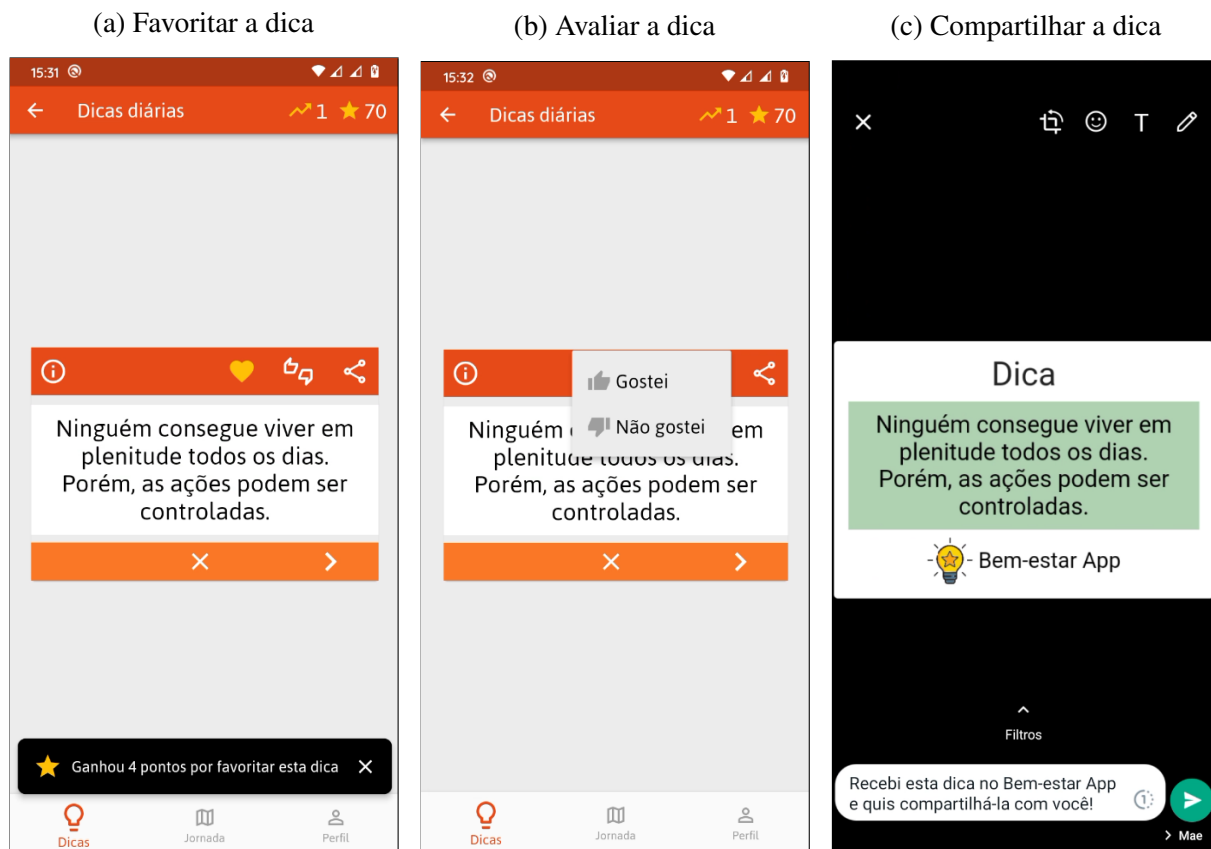 (a) Favoritar a dica
15:31
Dicas diárias
1
70
Ninguém consegue viver em
plenitude todos os dias.
Porém, as ações podem ser
controladas.
Ganhou 4 pontos por favoritar esta dica
Dicas
Jornada
Perfil
(b) Avaliar a dica
15:32
Dicas diárias
1
70
Gostei
Não gostei
Ninguém
em
plenitude todos os dias.
Porém, as ações podem ser
controladas.
Dicas
Jornada
Perfil
(c) Compartilhar a dica
T
Dica
Ninguém consegue viver em
plenitude todos os dias.
Porém, as ações podem ser
controladas.
Bem-estar App
Filtros
Recebi esta dica no Bem-estar App
e quis compartilhá-la com você!
1
Mae